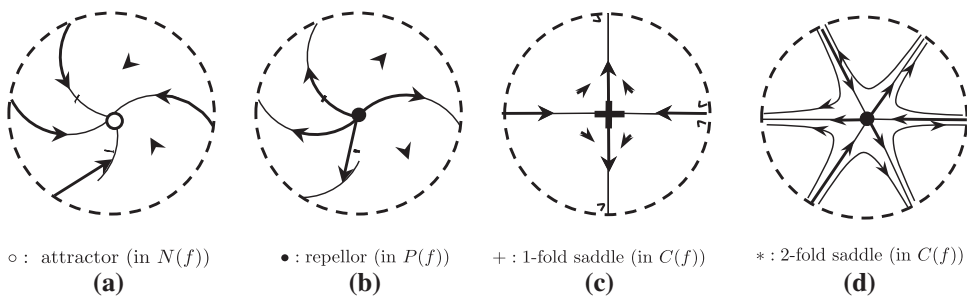 ○ : attractor (in N(f))
● : repellor (in P(f))
+ : 1-fold saddle (in C(f))
* : 2-fold saddle (in C(f))
(a)
(b)
(c)
(d)